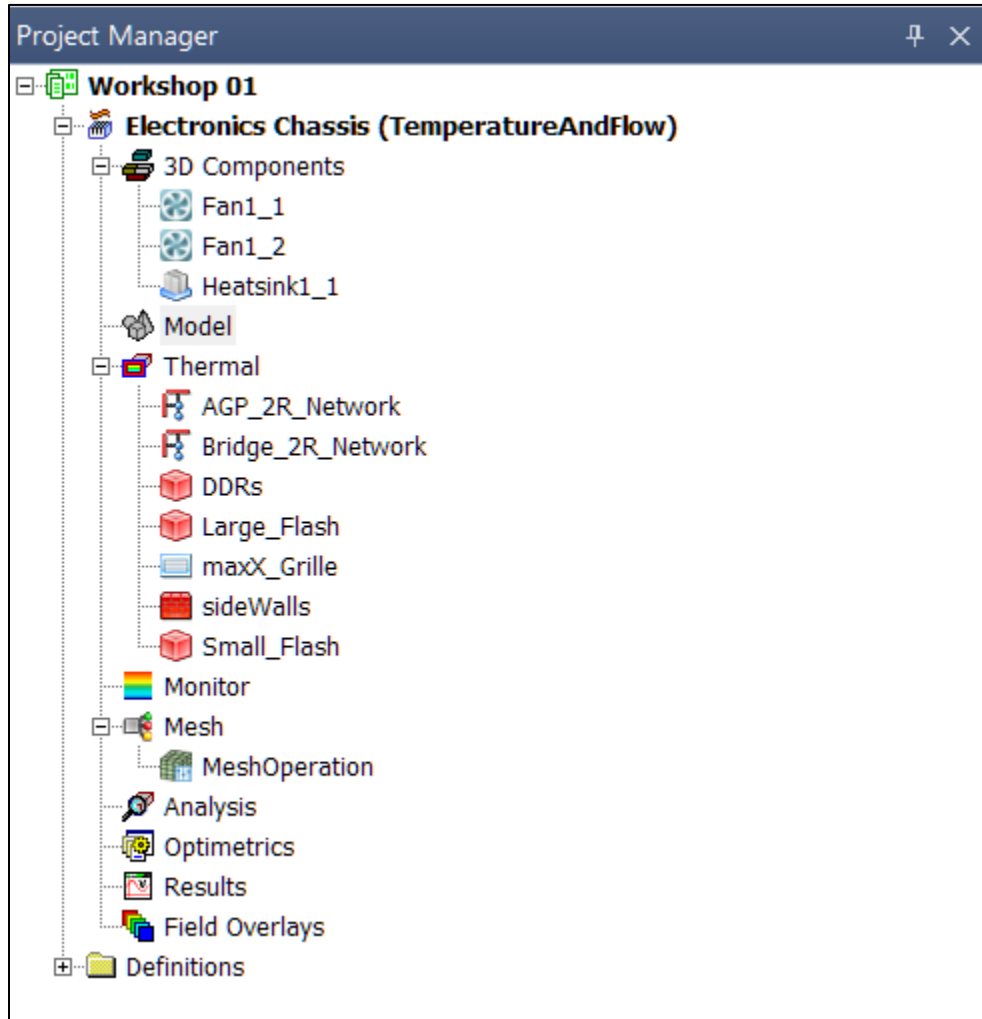 Project Manager
Workshop 01
Electronics Chassis (TemperatureAndFlow)
3D Components
Fan1_1
Fan1_2
Heatsink1_1
Model
Thermal
AGP_2R_Network
Bridge_2R_Network
DDRs
Large_Flash
maxX_Grille
sideWalls
Small_Flash
Monitor
Mesh
MeshOperation
Analysis
Optimetrics
Results
Field Overlays
Definitions